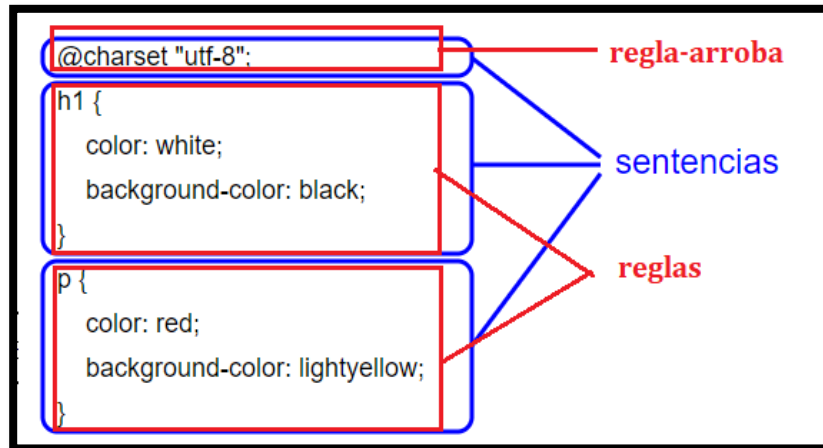 @charset "utf-8";
regla-arroba
h1 {
color: white;
sentencias
background-color: black;
}
reglas
p {
color: red;
background-color: lightyellow;
}